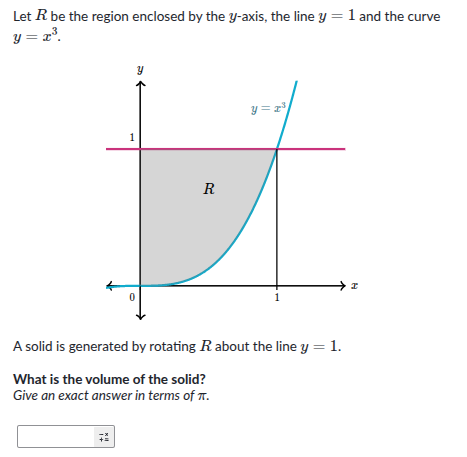 Let R be the region enclosed by the y-axis, the line y = 1 and the curve
y = x³.
y
y = x³
1
R
x
0
1
A solid is generated by rotating R about the line y = 1.
What is the volume of the solid?
Give an exact answer in terms of π.